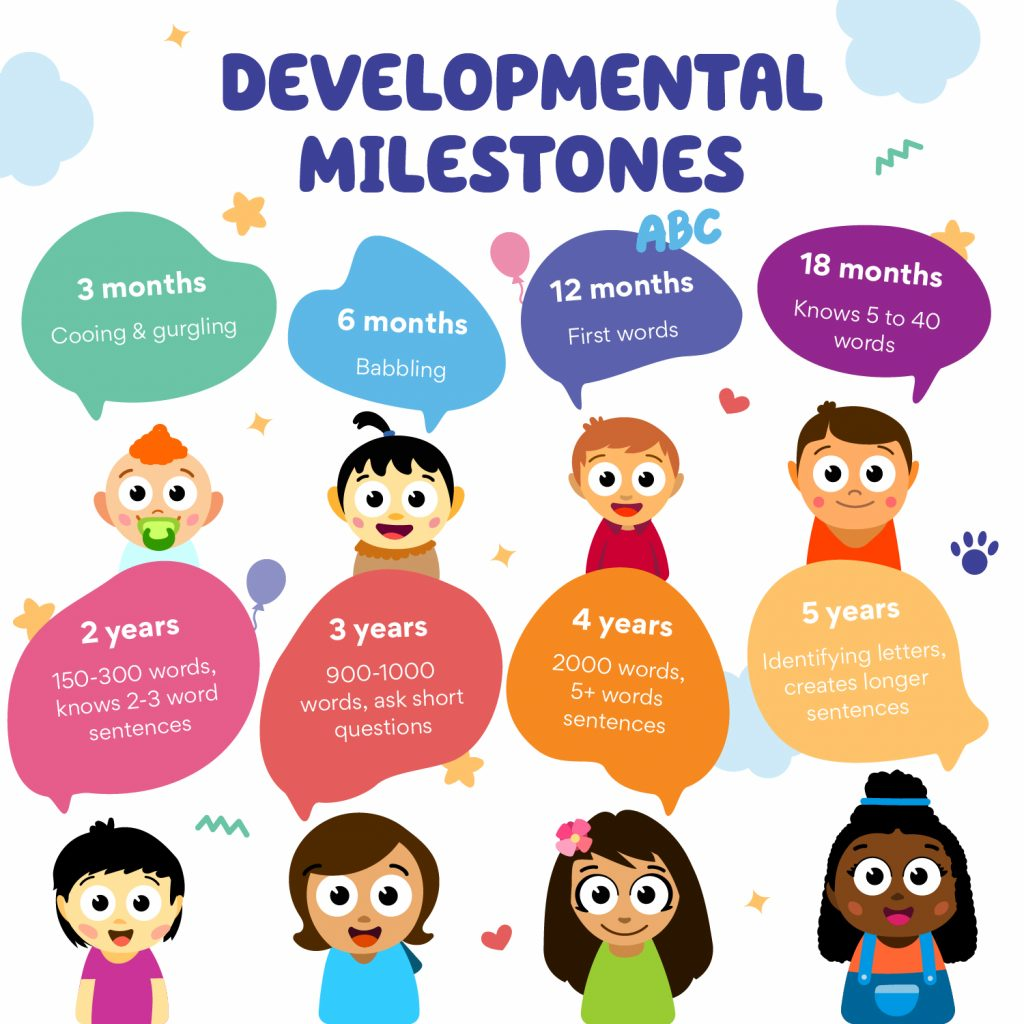 DEVELOPMENTAL
MILESTONES
ABC
3 months
Cooing & gurgling
6 months
Babbling
12 months
First words
18 months
Knows 5 to 40
words
2 years
150-300 words,
knows 2-3 word
sentences
3 years
900-1000
words, ask short
questions
4 years
2000 words,
5+ words
sentences
5 years
Identifying letters,
creates longer
sentences